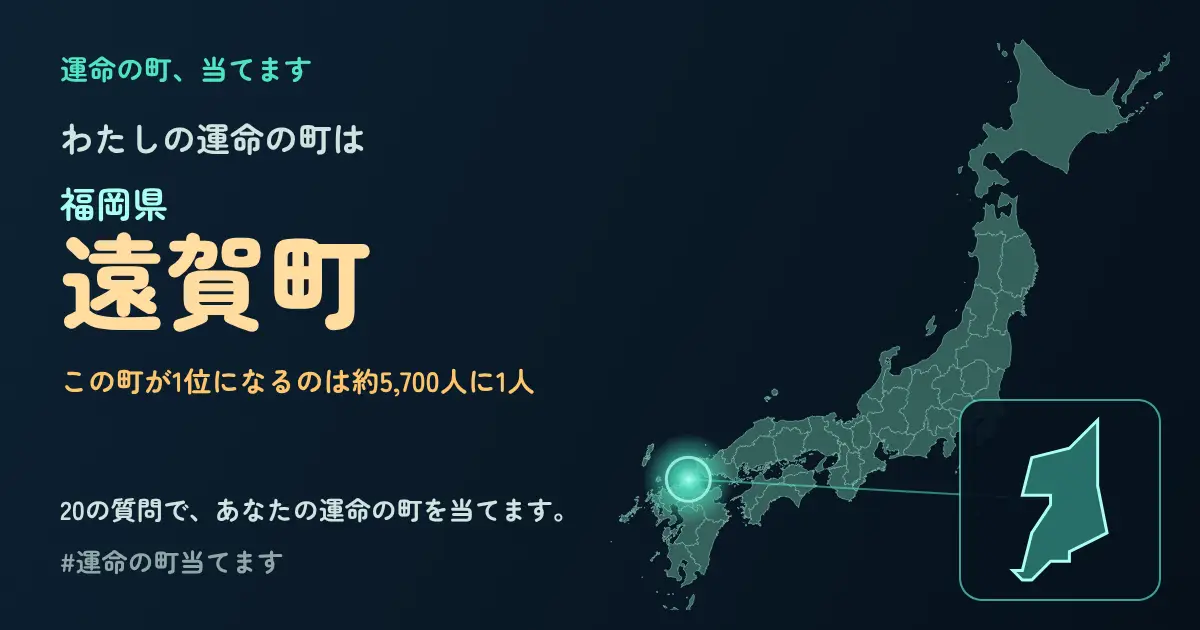 運命の町、当てます
わたしの運命の町は
福岡県
遠賀町
この町が1位になるのは約5,700人に1人
20の質問で、あなたの運命の町を当てます。
#運命の町当てます